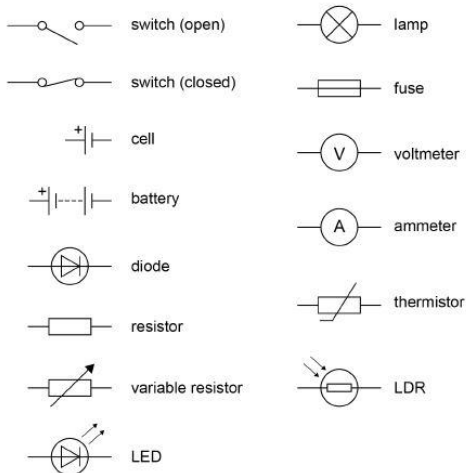 switch (open)
switch (closed)
+
cell
+
battery
diode
resistor
variable resistor
LED
lamp
fuse
V
voltmeter
A
ammeter
thermistor
LDR